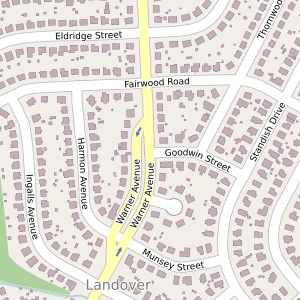 Eldridge Street
Thornwoo
Fairwood Road
Standish Drive
Goodwin Street
Harmon Avenue
Ingalls Avenue
Warner Avenue
Warner Avenue
Munsey Street
Landover